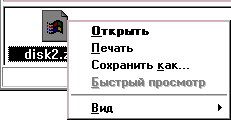 Открыть
Печать
Сохранить как...
Быстрый просмотр
disk2.z
Вид